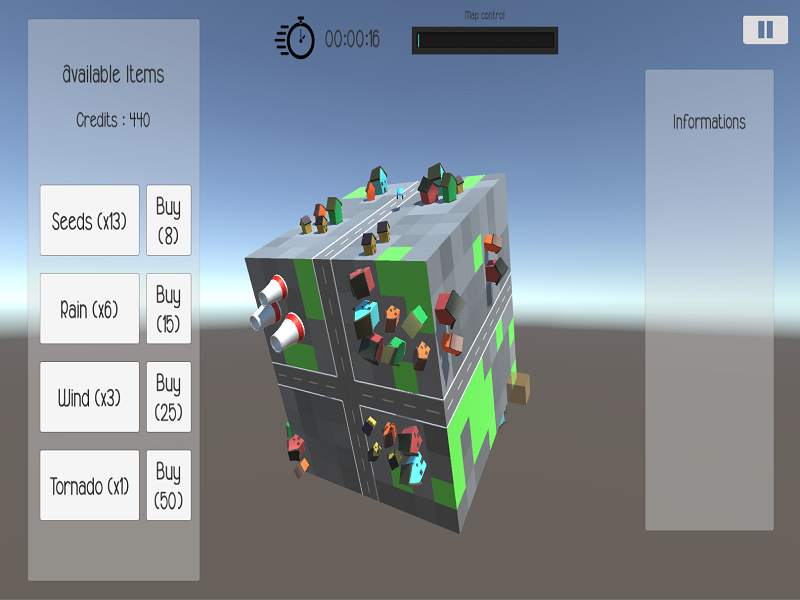 Map control
00:00:16
Available Items
Credits : 440
Seeds (x13)
Buy
(8)
Rain (x6)
Buy
(15)
Wind (x3)
Buy
(25)
Tornado (x1)
Buy
(50)
Informations